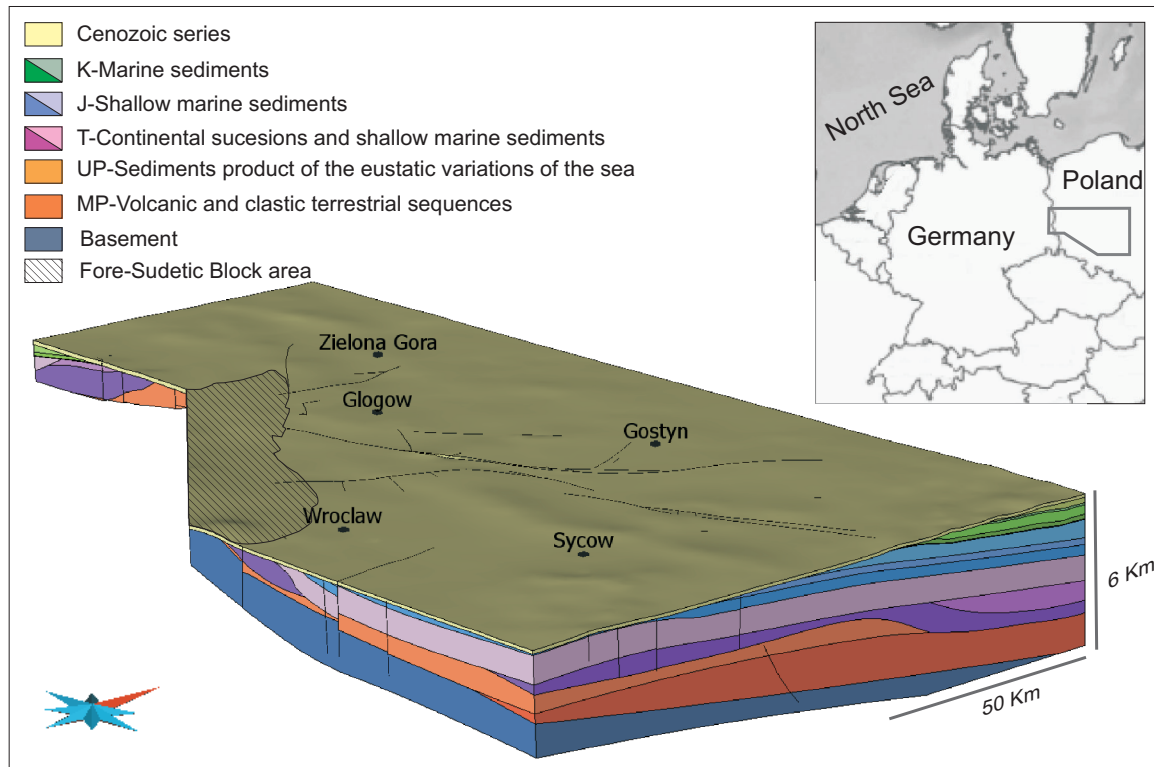 Cenozoic series
K-Marine sediments
J-Shallow marine sediments
T-Continental sucesions and shallow marine sediments
UP-Sediments product of the eustatic variations of the sea
MP-Volcanic and clastic terrestrial sequences
Basement
Fore-Sudetic Block area
North Sea
Poland
Germany
Zielona Gora
Glogow
Gostyn
Wroclaw
Sycow
6 Km
50 Km